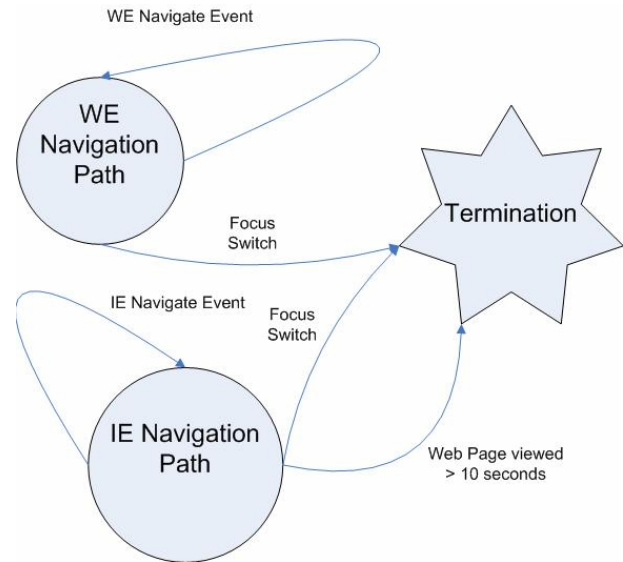 WE Navigate Event
WE
Navigation
Path
Termination
Focus
Switch
IE Navigate Event
Focus
Switch
IE Navigation
Path
Web Page viewed
> 10 seconds